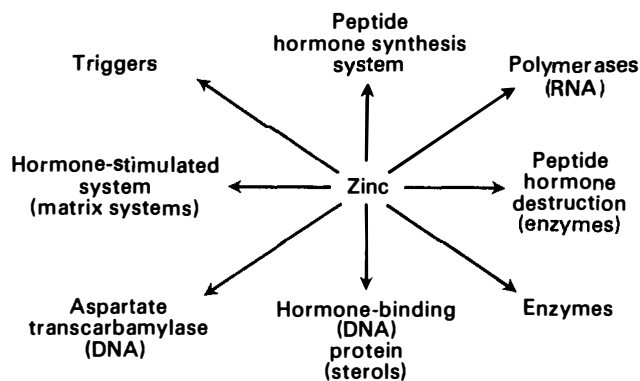 Peptide
hormone synthesis
system
Triggers
Polymerases
(RNA)
Hormone-stimulated
system
(matrix systems)
Zinc
Peptide
hormone
destruction
(enzymes)
Aspartate
transcarbamylase
(DNA)
Hormone-binding
(DNA)
protein
(sterols)
Enzymes